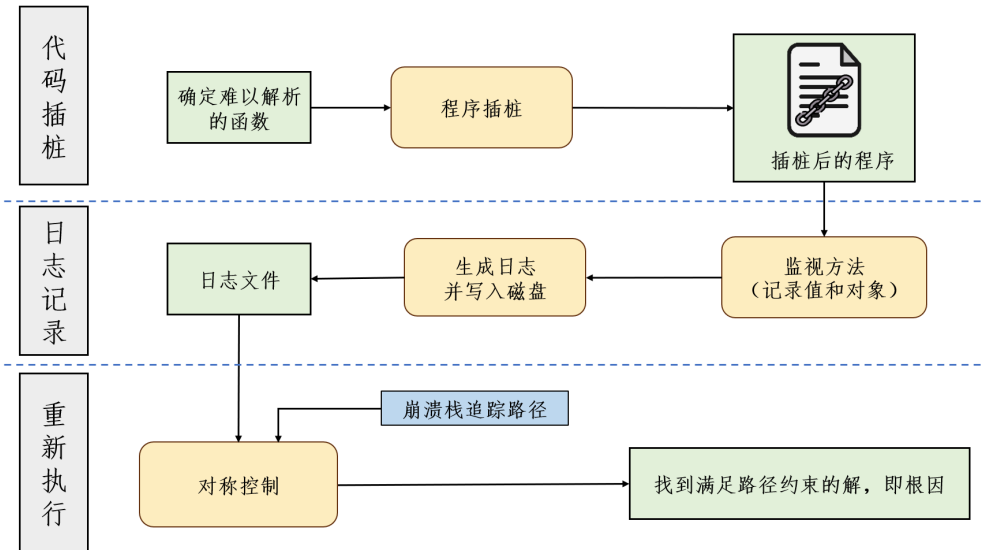 代码插桩
确定难以解析
的函数
程序插桩
插桩后的程序
日志记录
日志文件
生成日志
并写入磁盘
监视方法
（记录值和对象）
重新执行
崩溃栈追踪路径
对称控制
找到满足路径约束的解，即根因